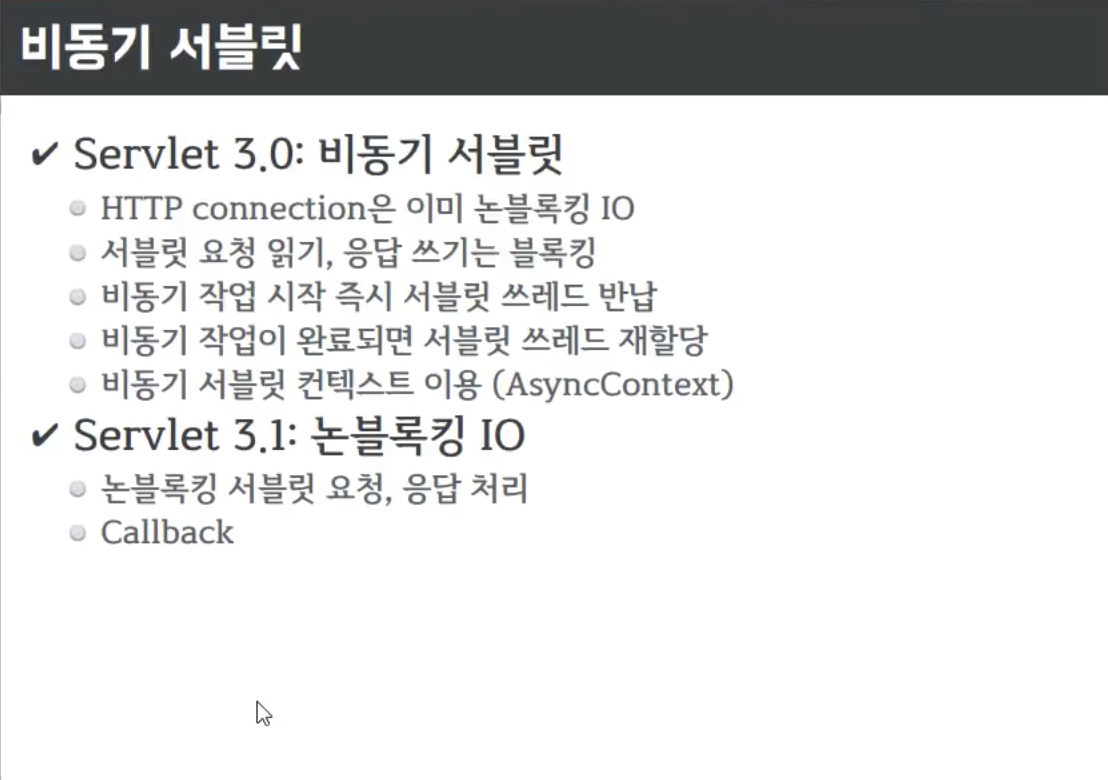 비동기 서블릿
✔ Servlet 3.0: 비동기 서블릿
HTTP connection은 이미 논블록킹 IO
서블릿 요청 읽기, 응답 쓰기는 블록킹
비동기 작업 시작 즉시 서블릿 쓰레드 반납
비동기 작업이 완료되면 서블릿 쓰레드 재할당
비동기 서블릿 컨텍스트 이용 (AsyncContext)
✔ Servlet 3.1: 논블록킹 IO
논블록킹 서블릿 요청, 응답 처리
Callback